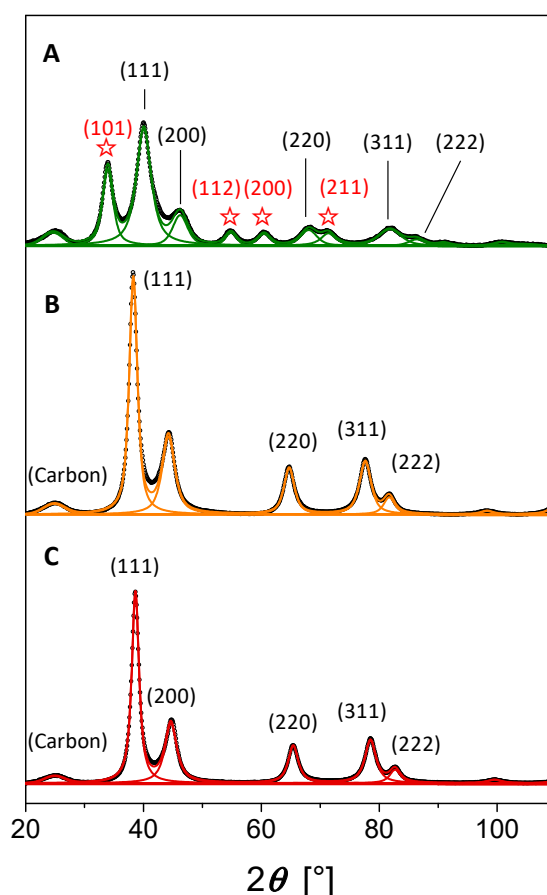 A
(111)
(101)
(200)
(220)
(311)
(222)
(112) (200)
(211)
B
(111)
(Carbon)
(220)
(311)
(222)
C
(111)
(200)
(Carbon)
(220)
(311)
(222)
20 40 60 80 100
2θ [°]